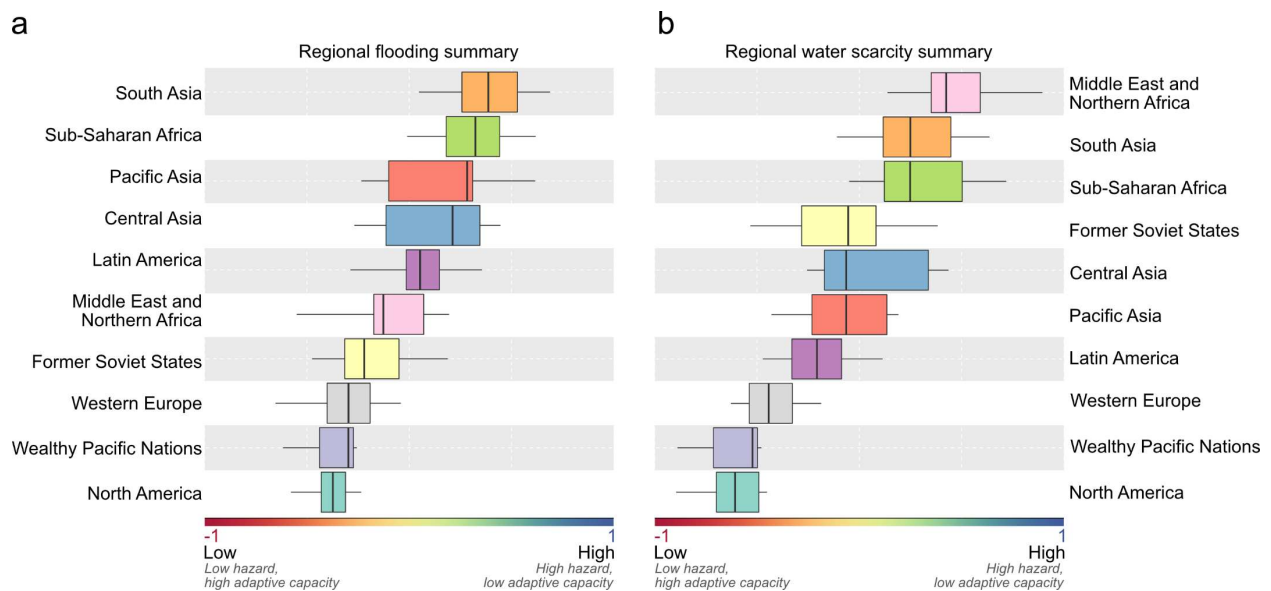 a
Regional flooding summary
South Asia
Sub-Saharan Africa
Pacific Asia
Central Asia
Latin America
Middle East and
Northern Africa
Former Soviet States
Western Europe
Wealthy Pacific Nations
North America
-1
1
Low
High
Low hazard,
high adaptive capacity
High hazard,
low adaptive capacity
b
Regional water scarcity summary
Middle East and
Northern Africa
South Asia
Sub-Saharan Africa
Former Soviet States
Central Asia
Pacific Asia
Latin America
Western Europe
Wealthy Pacific Nations
North America
-1
1
Low
High
Low hazard,
high adaptive capacity
High hazard,
low adaptive capacity